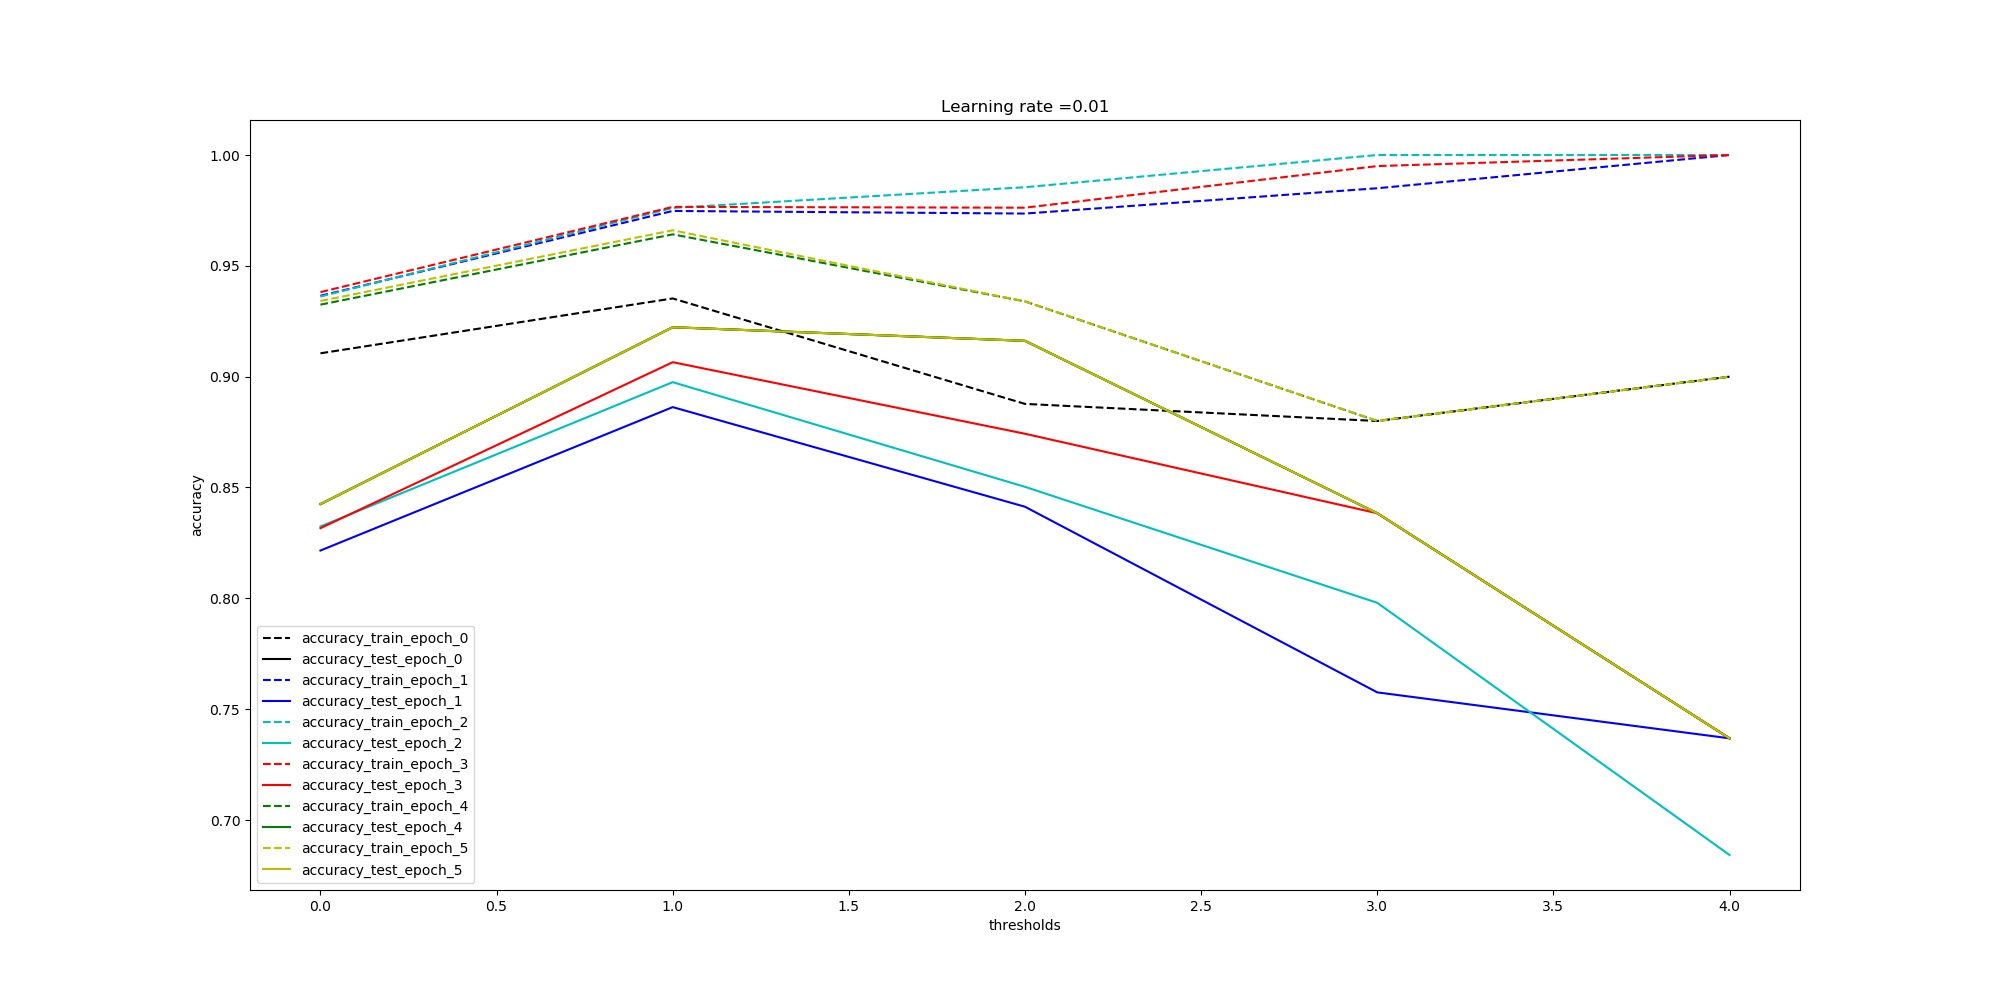 Learning rate =0.01
1.00
0.95
0.90
0.85
0.80
0.75
0.70
accuracy
accuracy_train_epoch_0
accuracy_test_epoch_0
accuracy_train_epoch_1
accuracy_test_epoch_1
accuracy_train_epoch_2
accuracy_test_epoch_2
accuracy_train_epoch_3
accuracy_test_epoch_3
accuracy_train_epoch_4
accuracy_test_epoch_4
accuracy_train_epoch_5
accuracy_test_epoch_5
0.0 0.5 1.0 1.5 2.0 2.5 3.0 3.5 4.0
thresholds